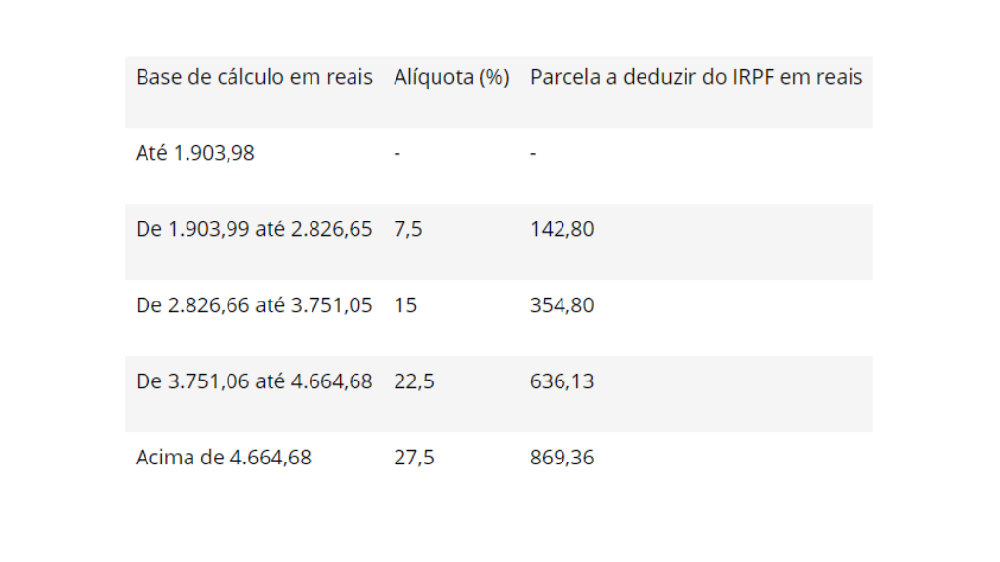 Base de cálculo em reais Alíquota (%) Parcela a deduzir do IRPF em reais
Até 1.903,98 - -
De 1.903,99 até 2.826,65 7,5 142,80
De 2.826,66 até 3.751,05 15 354,80
De 3.751,06 até 4.664,68 22,5 636,13
Acima de 4.664,68 27,5 869,36